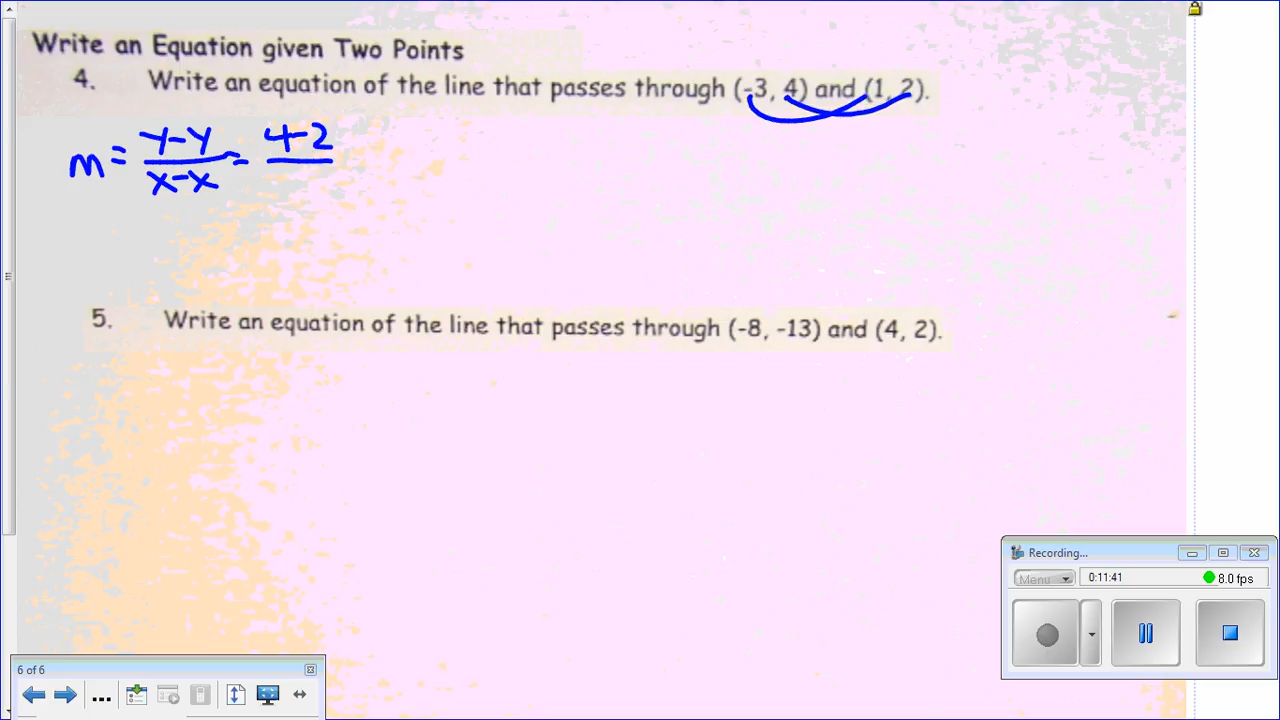 Write an Equation given Two Points
4. Write an equation of the line that passes through (-3, 4) and (1, 2).
m = y-y / x-x = 4-2
5. Write an equation of the line that passes through (-8, -13) and (4, 2).
Recording...
Menu 0:11:41 8.0 fps
6 of 6
...